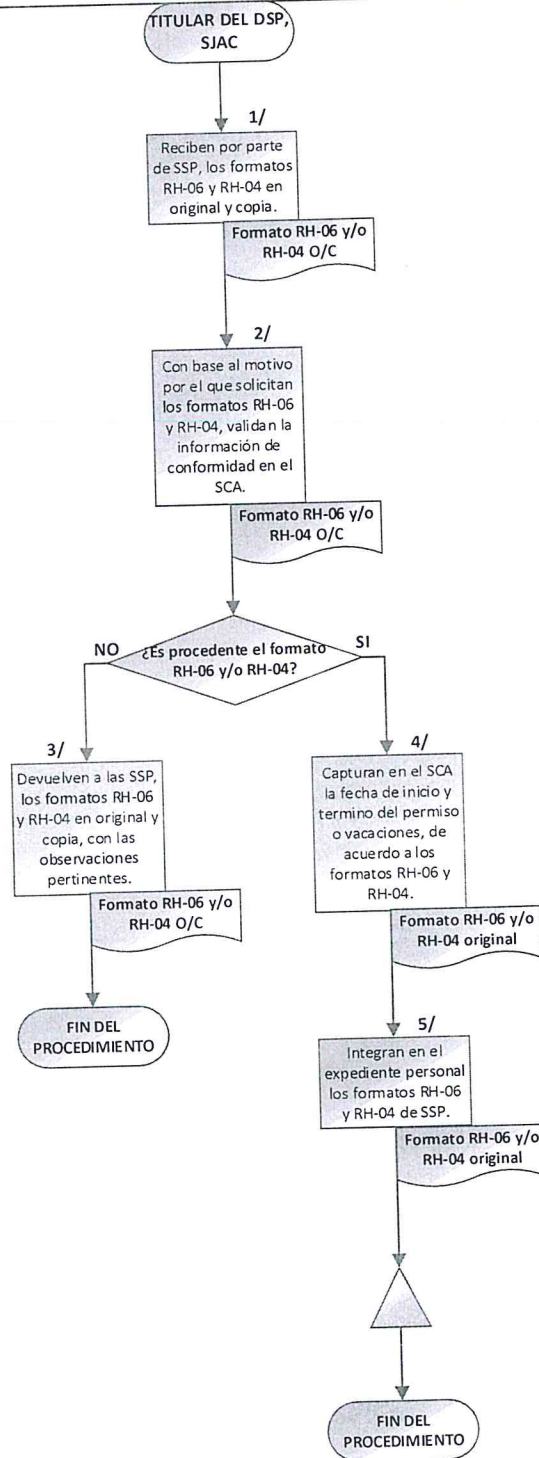 TITULAR DEL DSP,
SJAC
1/
Reciben por parte
de SSP, los formatos
RH-06 y RH-04 en
original y copia.
Formato RH-06 y/o
RH-04 O/C
2/
Con base al motivo
por el que solicitan
los formatos RH-06
y RH-04, validan la
información de
conformidad en el
SCA.
Formato RH-06 y/o
RH-04 O/C
¿Es procedente el formato
RH-06 y/o RH-04?
NO
SI
3/
Devuelven a las SSP,
los formatos RH-06
y RH-04 en original y
copia, con las
observaciones
pertinentes.
Formato RH-06 y/o
RH-04 O/C
FIN DEL
PROCEDIMIENTO
4/
Capturan en el SCA
la fecha de inicio y
termino del permiso
o vacaciones, de
acuerdo a los
formatos RH-06 y
RH-04.
Formato RH-06 y/o
RH-04 original
5/
Integran en el
expediente personal
los formatos RH-06
y RH-04 de SSP.
Formato RH-06 y/o
RH-04 original
FIN DEL
PROCEDIMIENTO